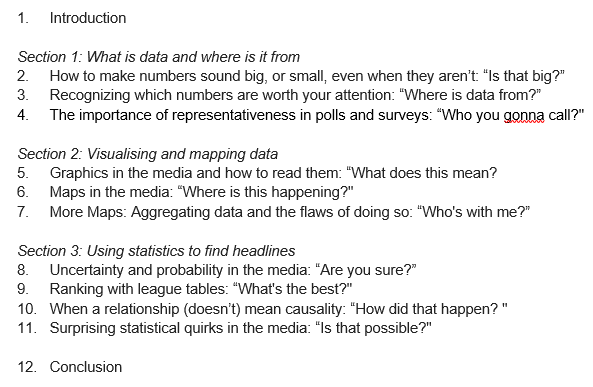 1. Introduction
Section 1: What is data and where is it from
2. How to make numbers sound big, or small, even when they aren't: "Is that big?"
3. Recognizing which numbers are worth your attention: "Where is data from?"
4. The importance of representativeness in polls and surveys: "Who you gonna call?"
Section 2: Visualising and mapping data
5. Graphics in the media and how to read them: "What does this mean?
6. Maps in the media: "Where is this happening?"
7. More Maps: Aggregating data and the flaws of doing so: "Who's with me?"
Section 3: Using statistics to find headlines
8. Uncertainty and probability in the media: "Are you sure?"
9. Ranking with league tables: "What's the best?"
10. When a relationship (doesn't) mean causality: "How did that happen? "
11. Surprising statistical quirks in the media: "Is that possible?"
12. Conclusion